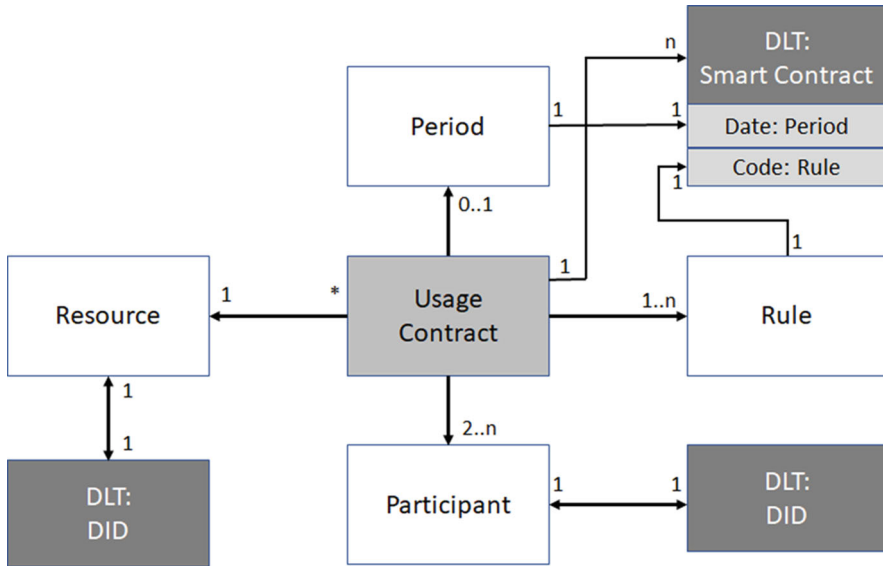 n
DLT:
Smart Contract
Period
1
1
Date: Period
Code: Rule
1
0..1
1
1
*
Usage
Contract
1
1..n
Resource
Rule
1
2..n
1
DLT:
DID
Participant
1
1
DLT:
DID